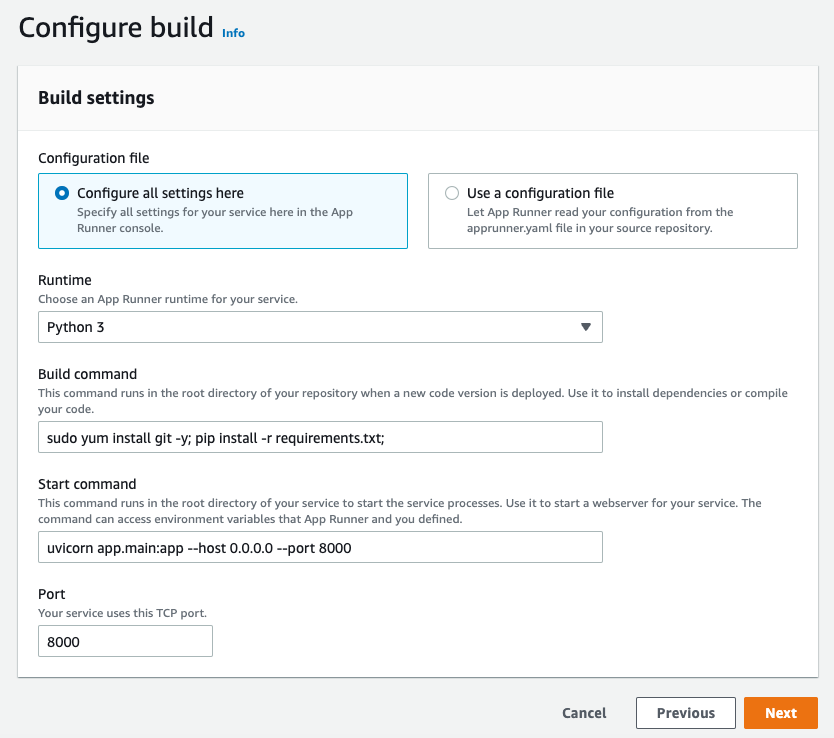 Configure build Info
Build settings
Configuration file
Configure all settings here
Specify all settings for your service here in the App
Runner console.
Use a configuration file
Let App Runner read your configuration from the
apprunner.yaml file in your source repository.
Runtime
Choose an App Runner runtime for your service.
Python 3
Build command
This command runs in the root directory of your repository when a new code version is deployed. Use it to install dependencies or compile
your code.
sudo yum install git -y; pip install -r requirements.txt;
Start command
This command runs in the root directory of your service to start the service processes. Use it to start a webserver for your service. The
command can access environment variables that App Runner and you defined.
uvicorn app.main:app --host 0.0.0.0 --port 8000
Port
Your service uses this TCP port.
8000
Cancel Previous Next